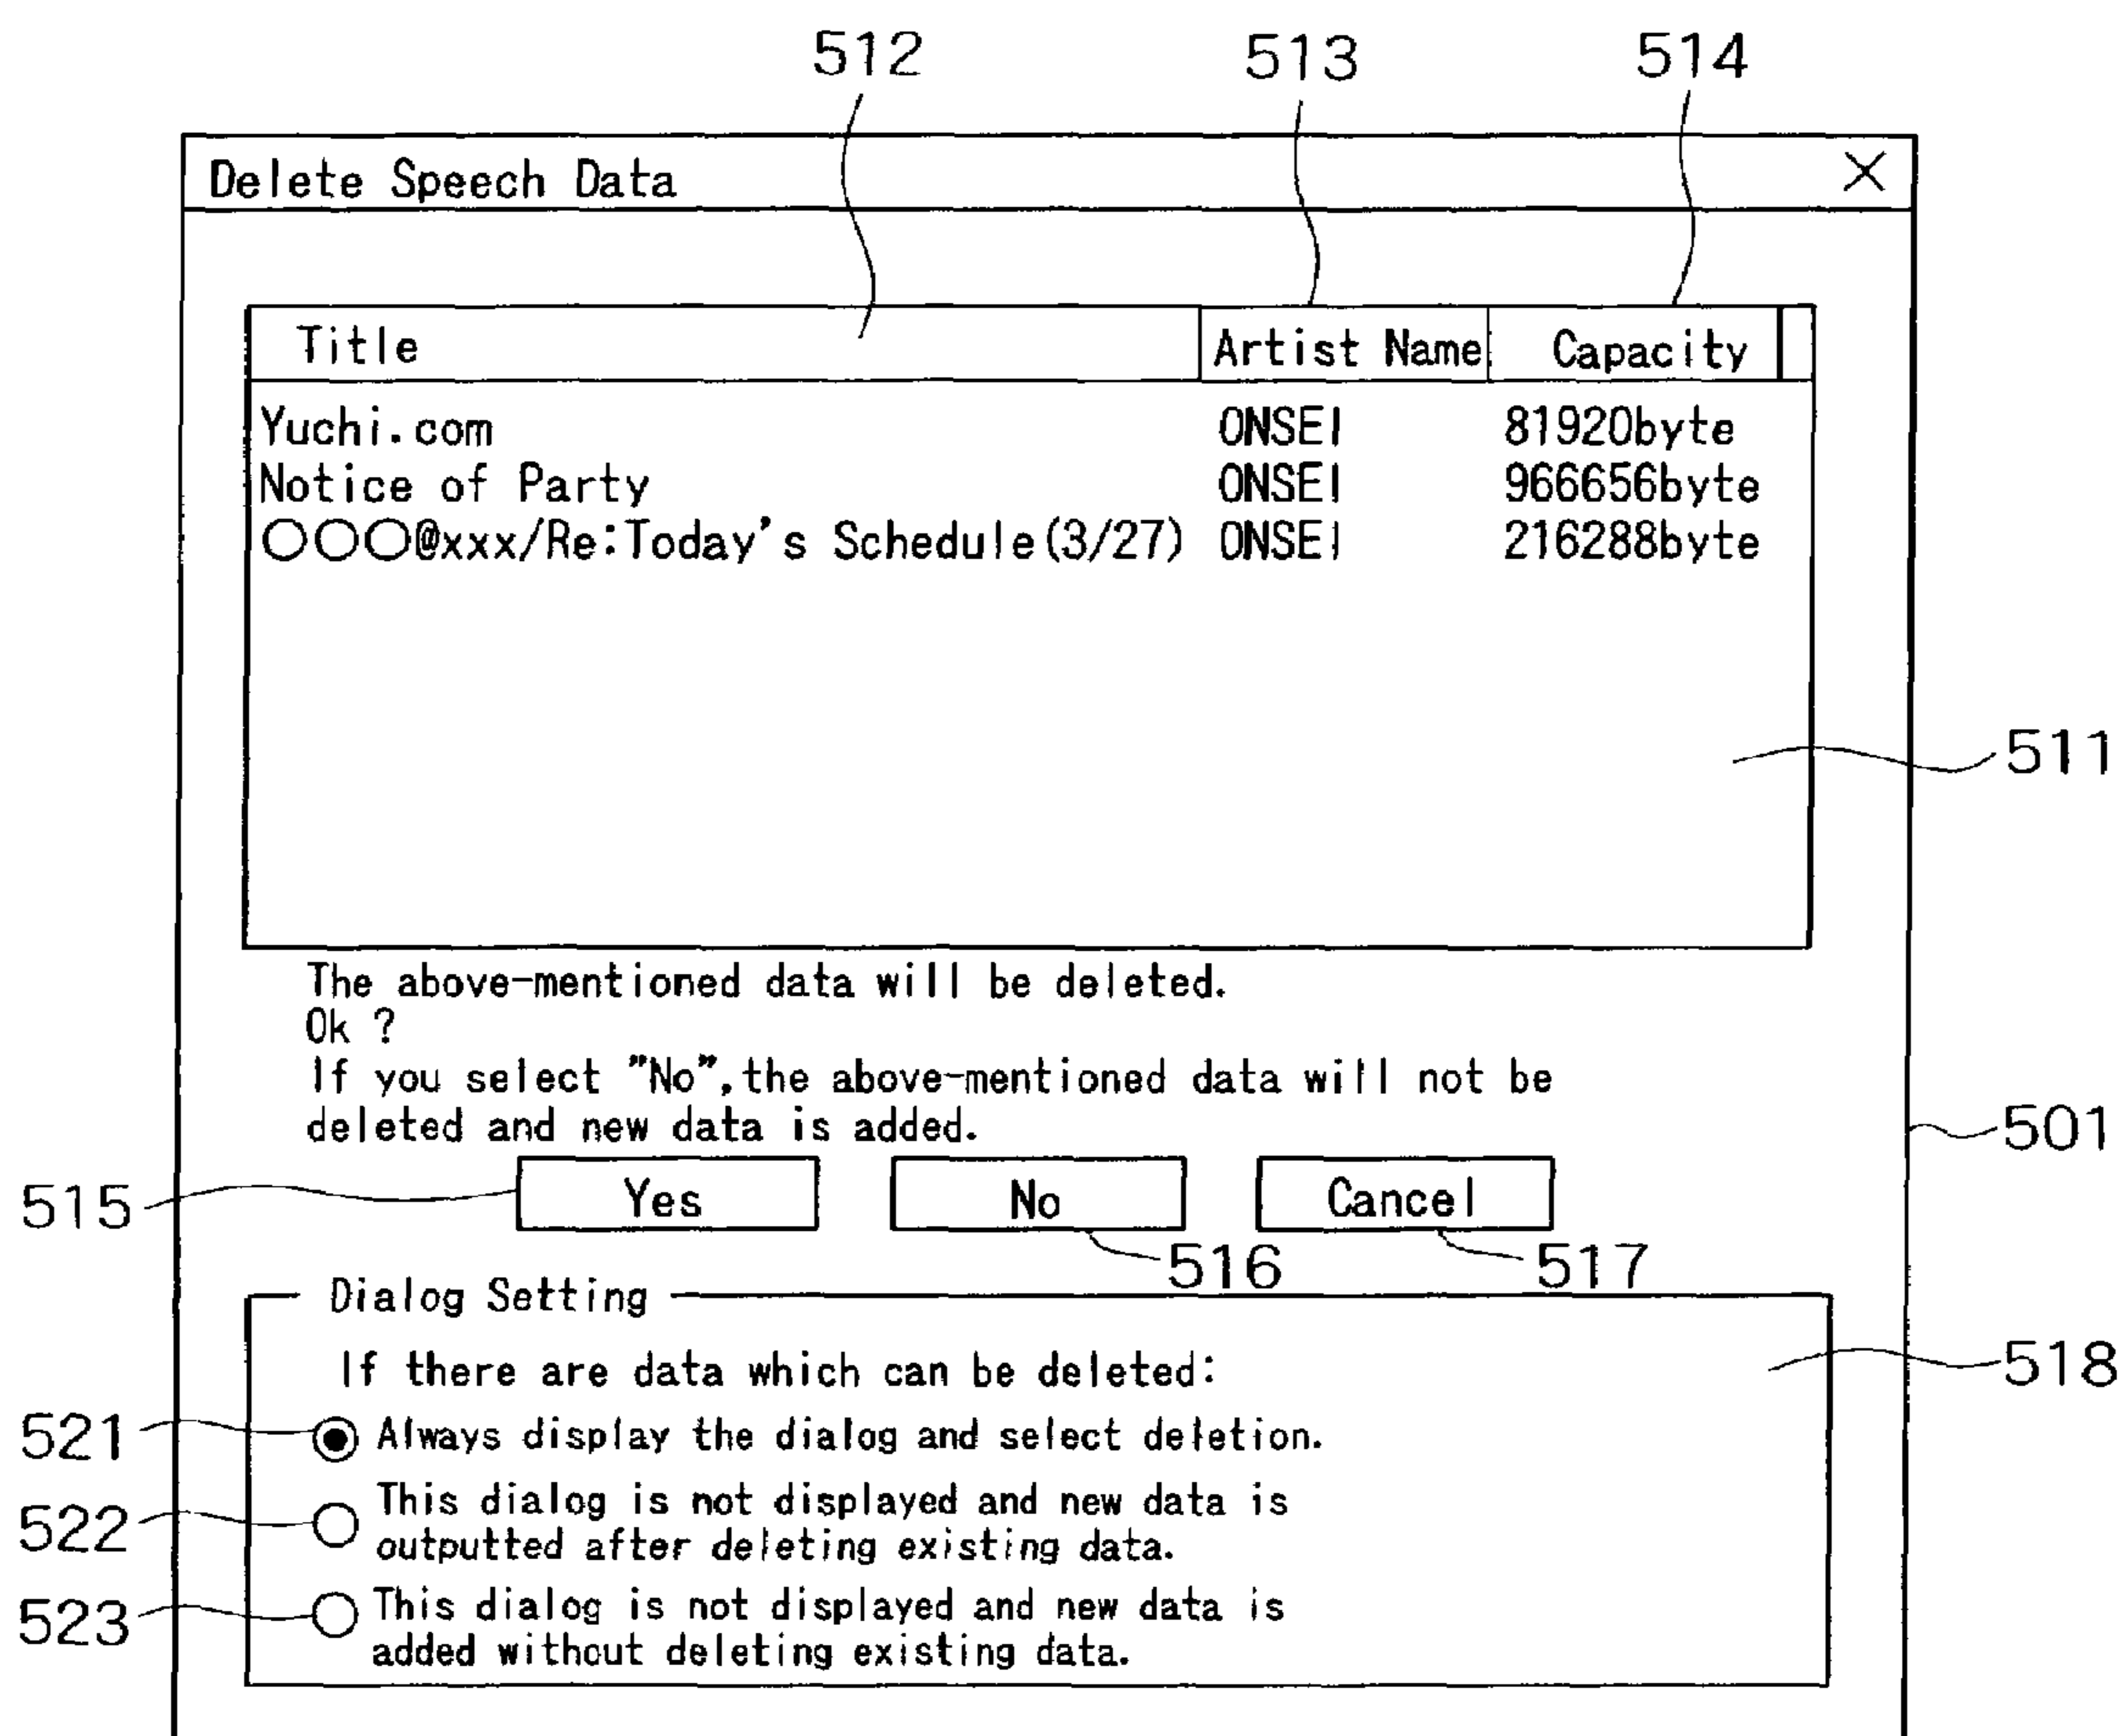 512 513 514
Delete Speech Data ×
Title Artist Name Capacity
Yuchi.com ONSEI 81920byte
Notice of Party ONSEI 966656byte
○○○@xxx/Re:Today's Schedule(3/27) ONSEI 216288byte
511
The above-mentioned data will be deleted.
Ok ?
If you select "No",the above-mentioned data will not be
deleted and new data is added.
501
515 Yes No Cancel
516 517
Dialog Setting
If there are data which can be deleted:
518
521 Always display the dialog and select deletion.
This dialog is not displayed and new data is
522
outputted after deleting existing data.
This dialog is not displayed and new data is
523
added without deleting existing data.